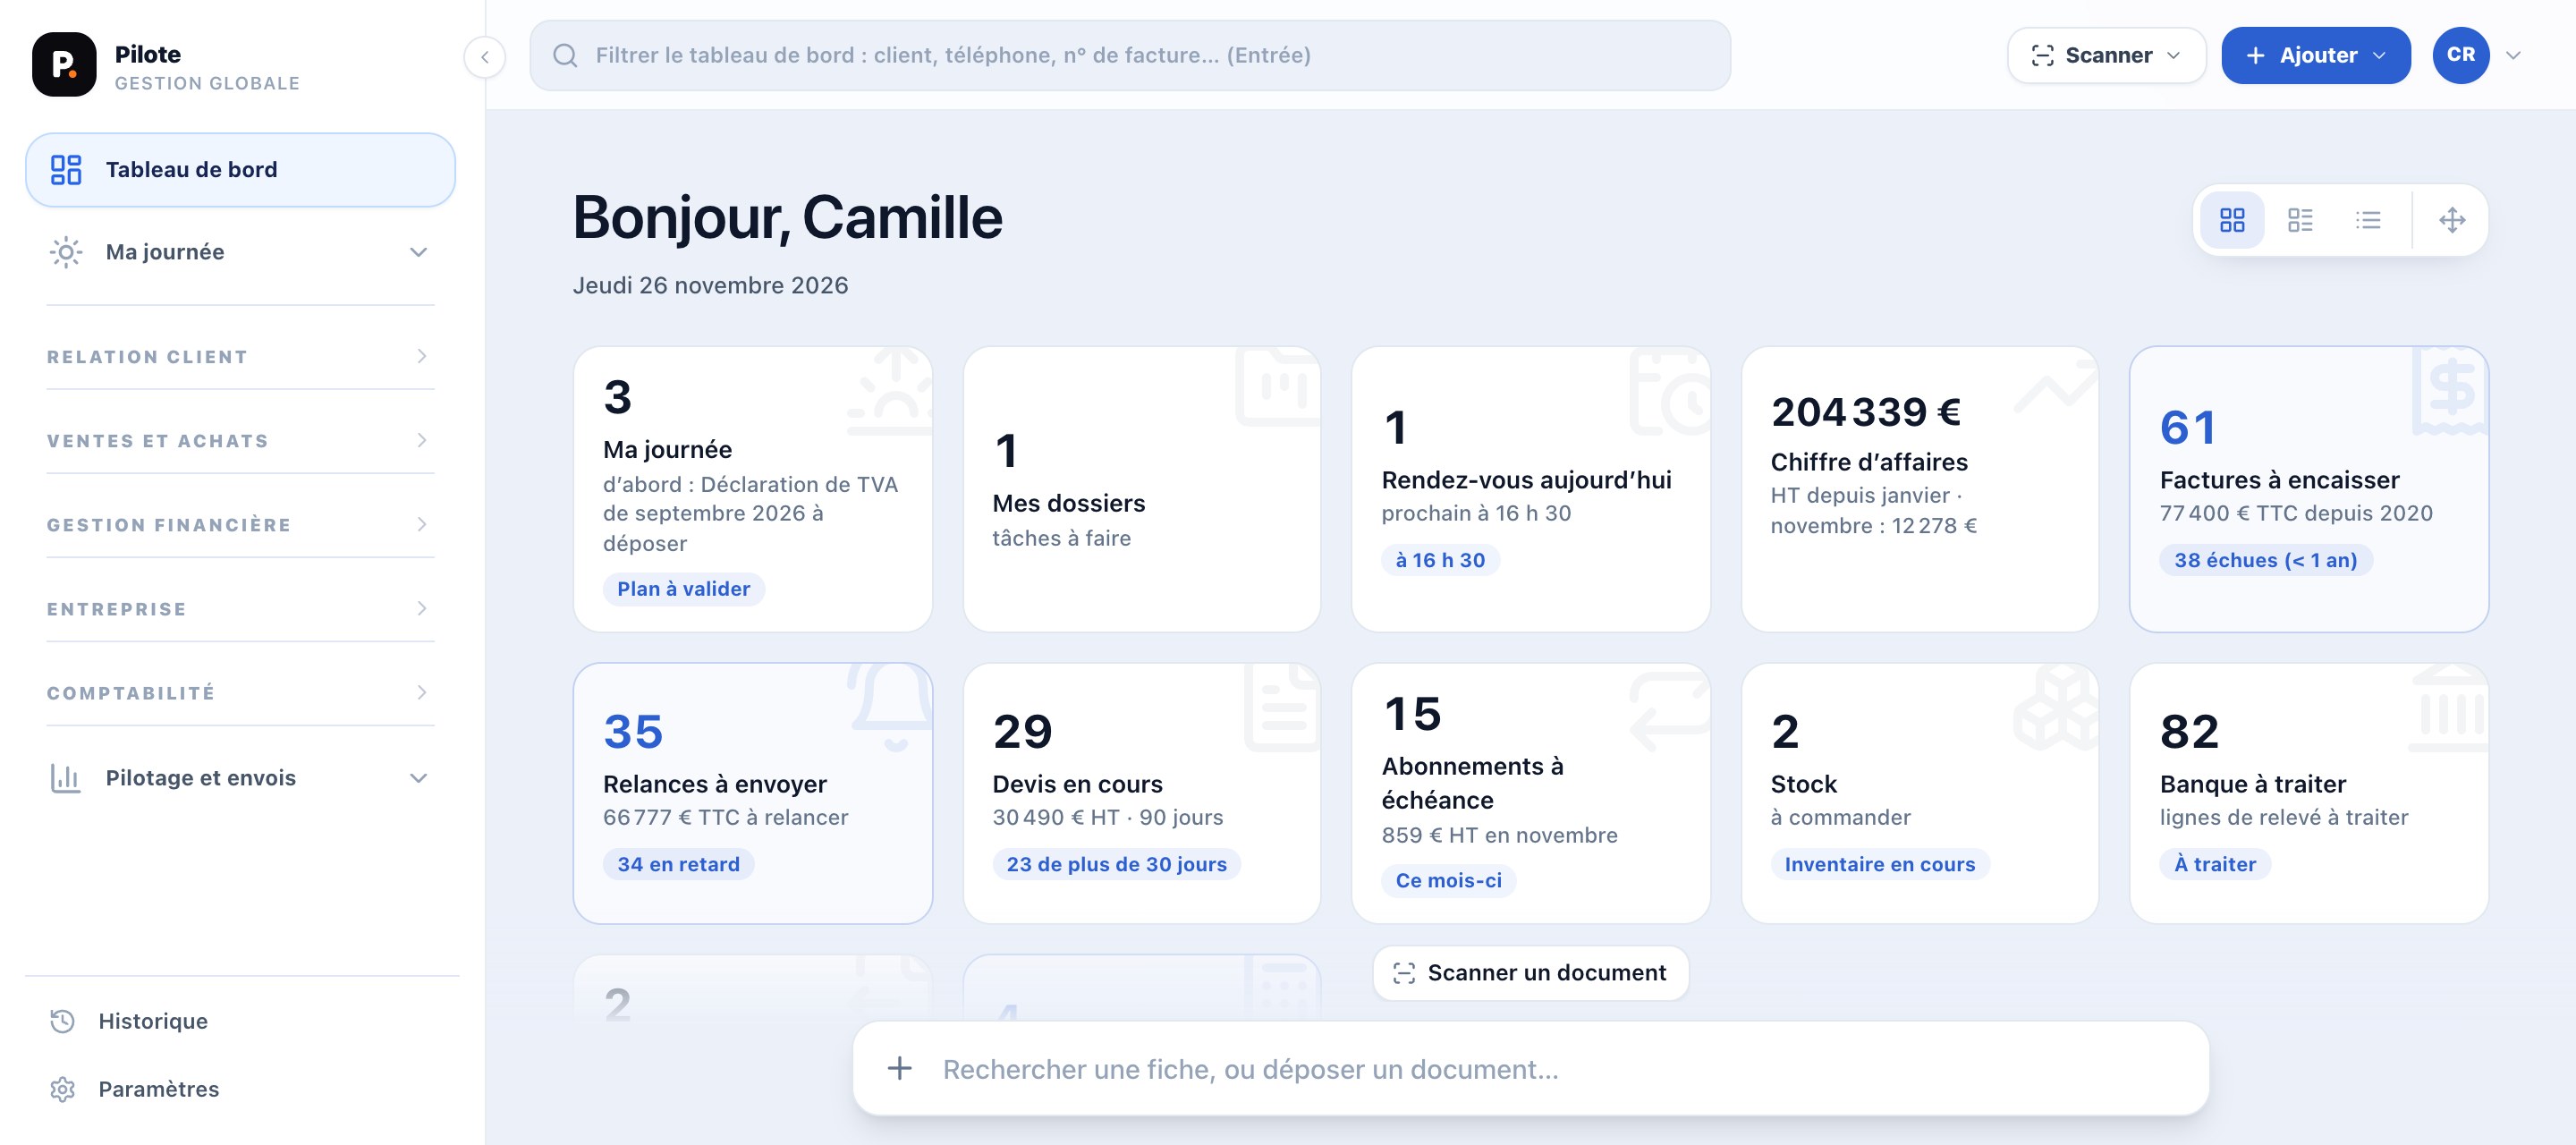 P.
Pilote
GESTION GLOBALE
Filtrer le tableau de bord : client, téléphone, n° de facture... (Entrée)
Scanner
Ajouter
CR
Tableau de bord
Ma journée
RELATION CLIENT
VENTES ET ACHATS
GESTION FINANCIÈRE
ENTREPRISE
COMPTABILITÉ
Pilotage et envois
Historique
Paramètres
Bonjour, Camille
Jeudi 26 novembre 2026
3
Ma journée
d’abord : Déclaration de TVA
de septembre 2026 à
déposer
Plan à valider
1
Mes dossiers
tâches à faire
1
Rendez-vous aujourd’hui
prochain à 16 h 30
à 16 h 30
204 339 €
Chiffre d’affaires
HT depuis janvier ·
novembre : 12 278 €
61
Factures à encaisser
77 400 € TTC depuis 2020
38 échues (< 1 an)
35
Relances à envoyer
66 777 € TTC à relancer
34 en retard
29
Devis en cours
30 490 € HT · 90 jours
23 de plus de 30 jours
15
Abonnements à
échéance
859 € HT en novembre
Ce mois-ci
2
Stock
à commander
Inventaire en cours
82
Banque à traiter
lignes de relevé à traiter
À traiter
2
4
Scanner un document
Rechercher une fiche, ou déposer un document...